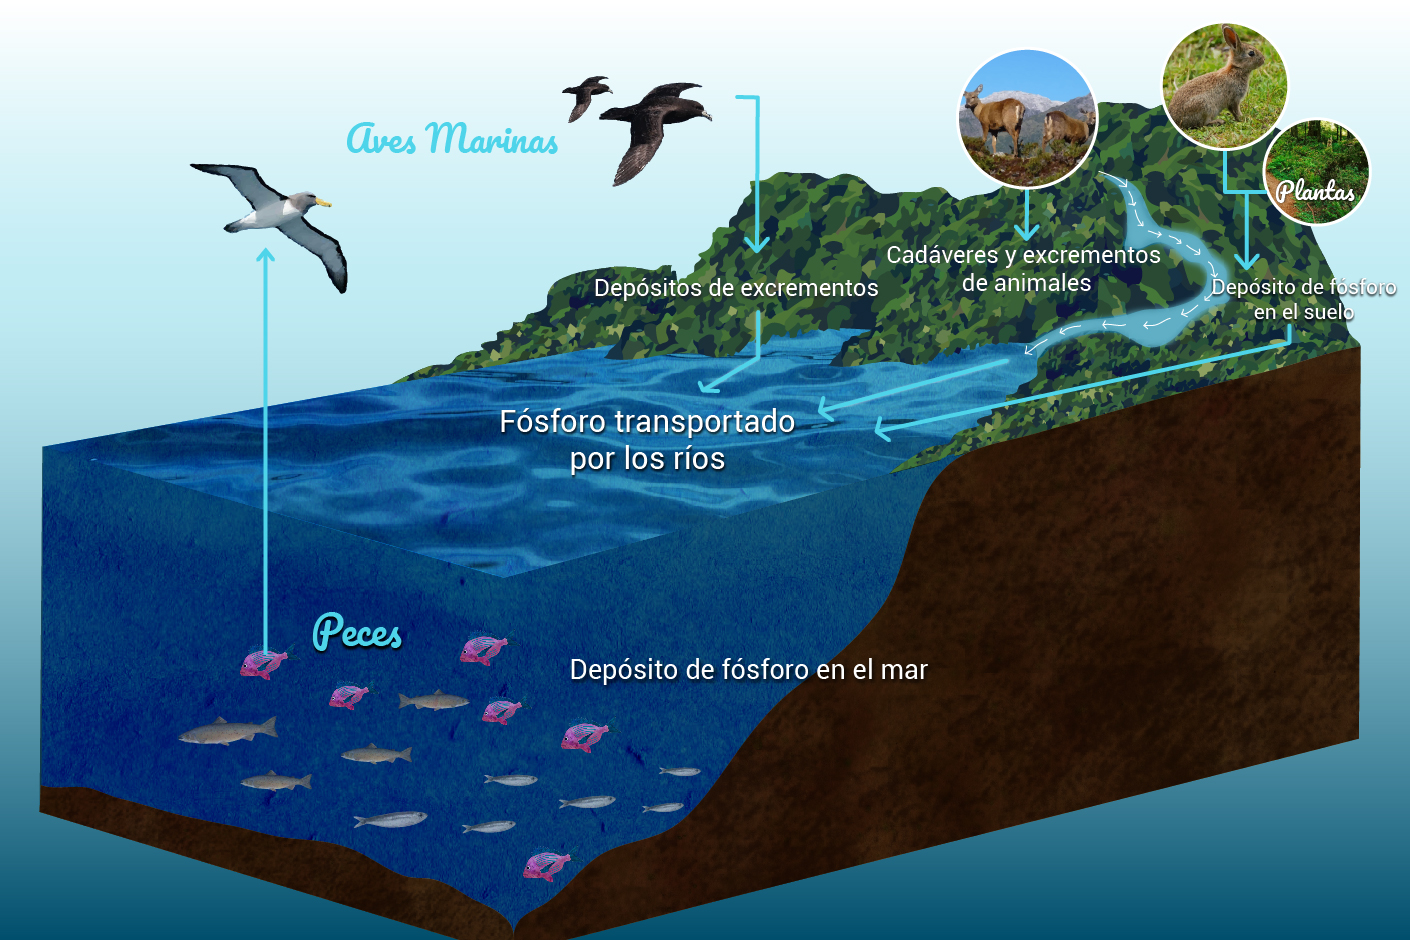 Aves Marinas
Plantas
Cadáveres y excrementos
de animales
Depósitos de excrementos
Depósito de fósforo
en el suelo
Fósforo transportado
por los ríos
Peces
Depósito de fósforo en el mar